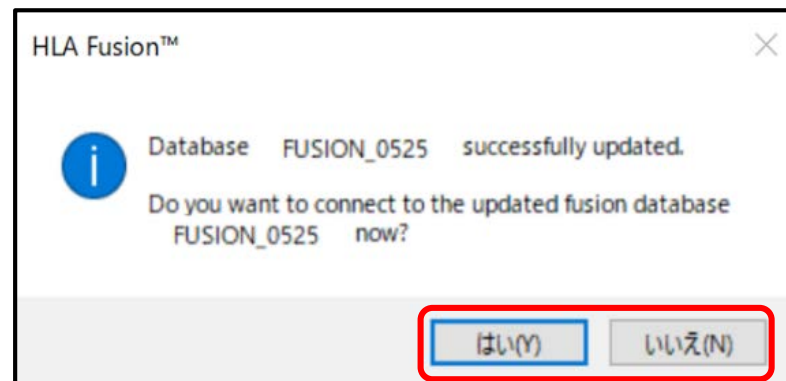 HLA Fusion™
Database FUSION_0525 successfully updated.
Do you want to connect to the updated fusion database
FUSION_0525 now?
はい(Y) いいえ(N)